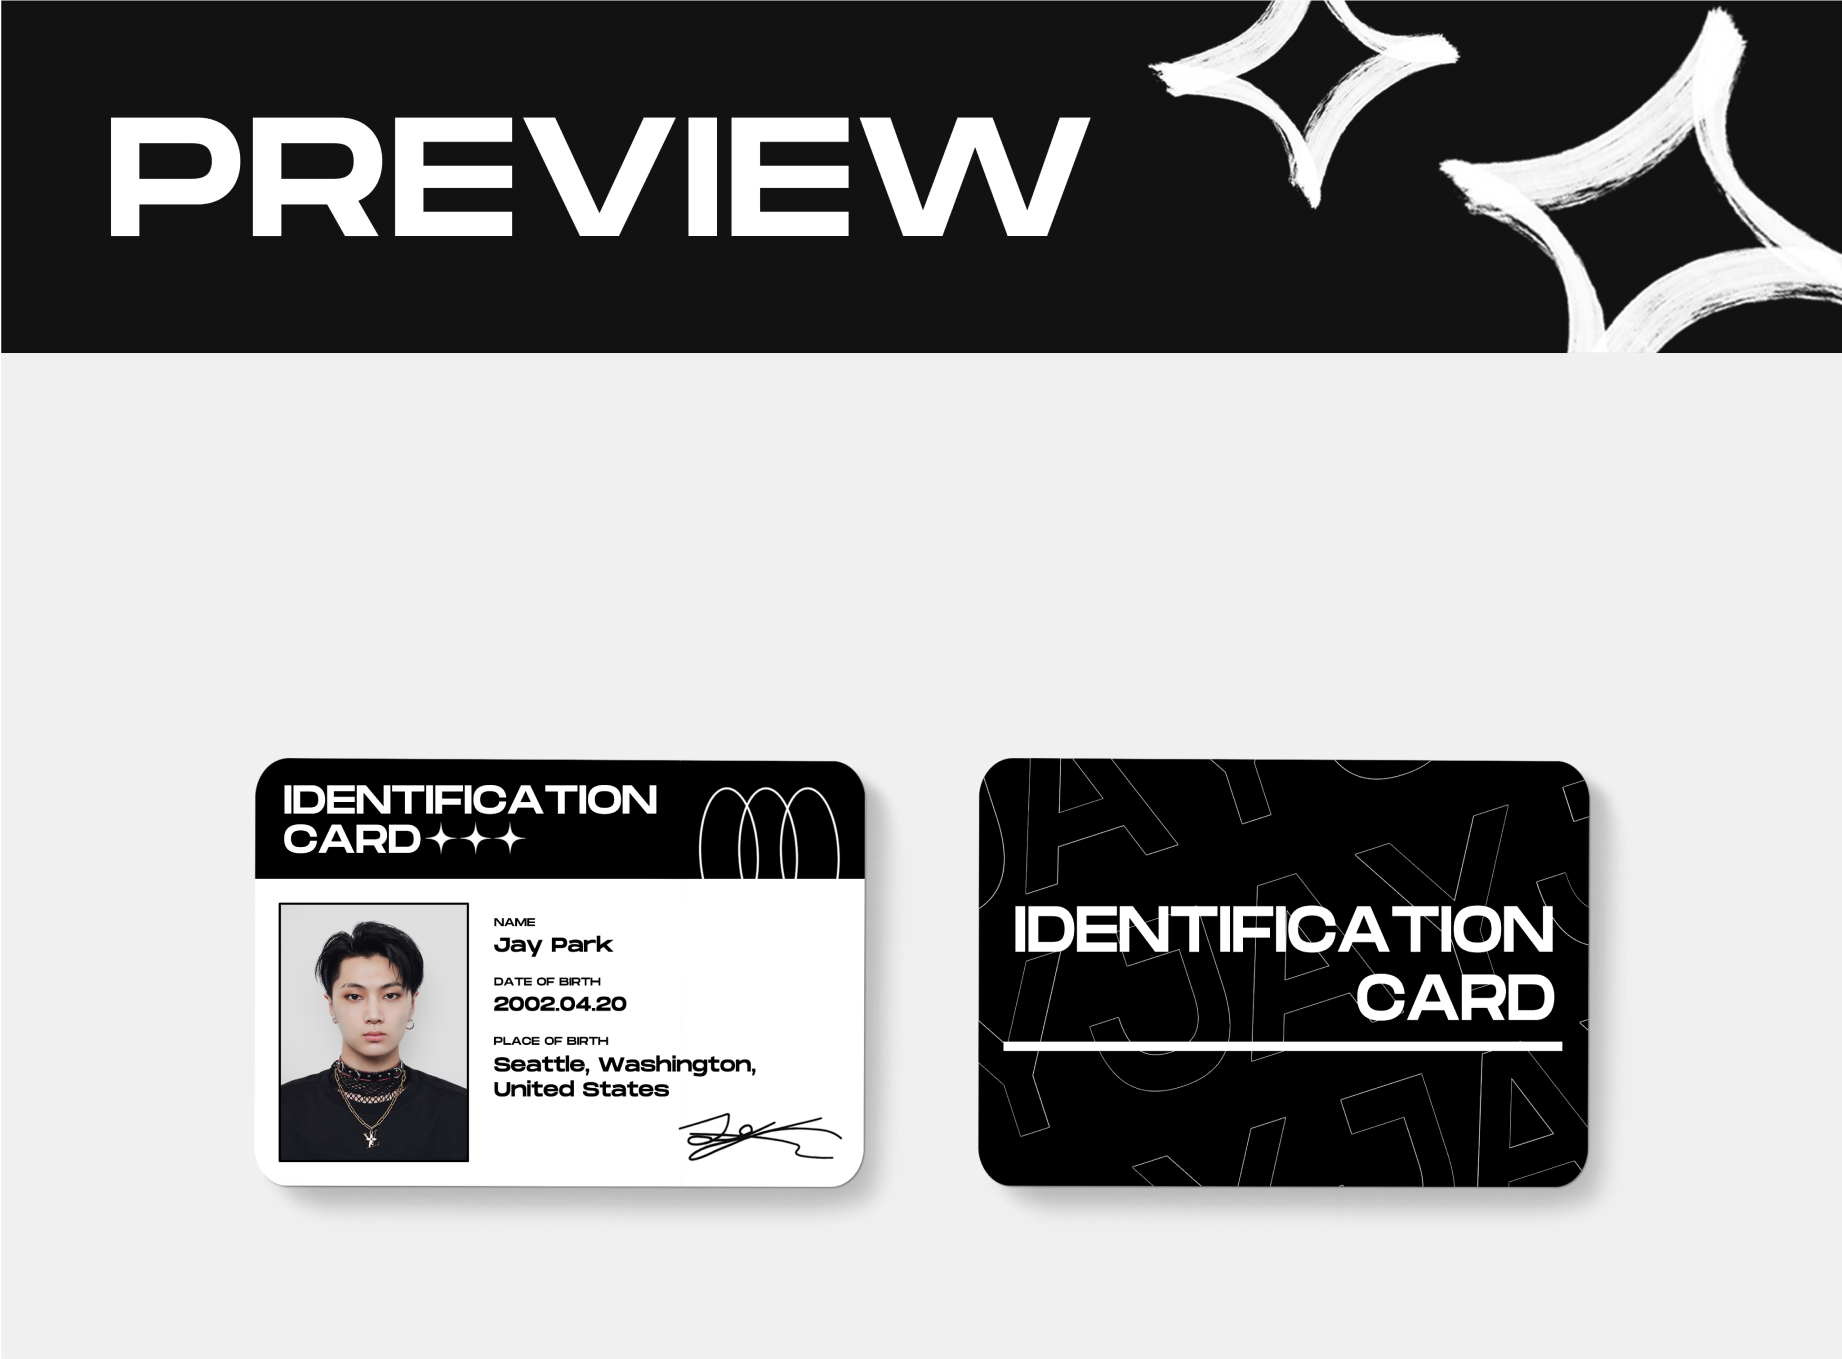 PREVIEW
IDENTIFICATION
CARD
NAME
Jay Park
DATE OF BIRTH
2002.04.20
PLACE OF BIRTH
Seattle, Washington,
United States
IDENTIFICATION
CARD
JAY